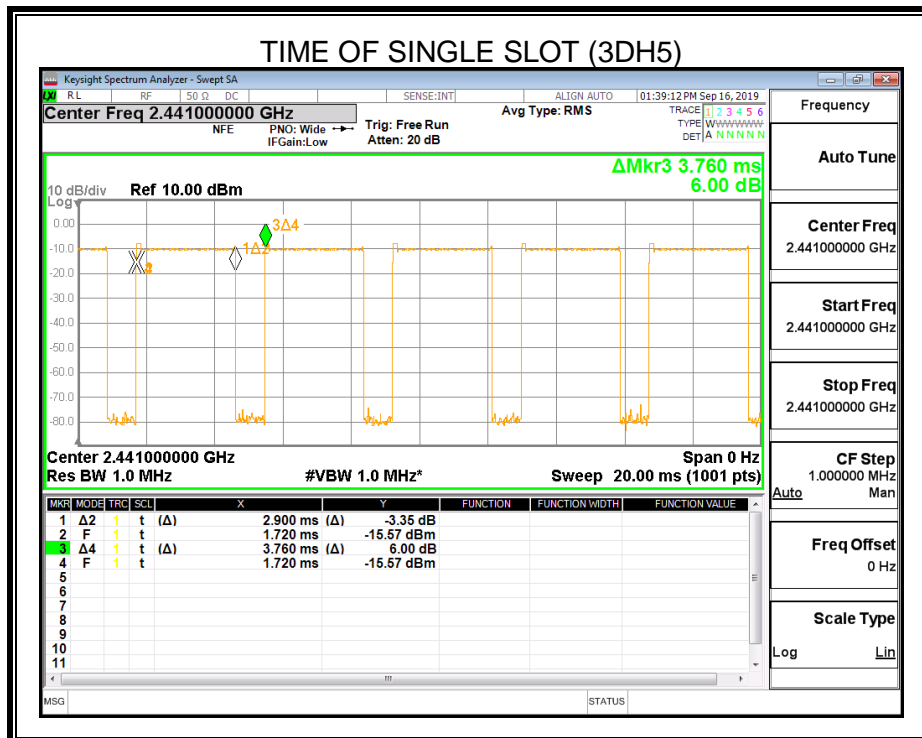 TIME OF SINGLE SLOT (3DH5)
Keysight Spectrum Analyzer - Swept SA
LXI RL RF 50 Ω DC SENSE:INT ALIGN AUTO 01:39:12 PM Sep 16, 2019
Center Freq 2.441000000 GHz
NFE
PNO: Wide
IFGain:Low
Trig: Free Run
Atten: 20 dB
Avg Type: RMS
TRACE 1 2 3 4 5 6
TYPE WWWWWW
DET A N N N N N
ΔMkr3 3.760 ms
6.00 dB
10 dB/div Ref 10.00 dBm
Log
0.00
-10.0
-20.0
-30.0
-40.0
-50.0
-60.0
-70.0
-80.0
3Δ4
1Δ2
Center 2.441000000 GHz Span 0 Hz
Res BW 1.0 MHz #VBW 1.0 MHz* Sweep 20.00 ms (1001 pts)
MKR MODE TRC SCL X Y FUNCTION FUNCTION WIDTH FUNCTION VALUE
1 Δ2 1 t (Δ) 2.900 ms (Δ) -3.35 dB
2 F 1 t 1.720 ms -15.57 dBm
3 Δ4 1 t (Δ) 3.760 ms (Δ) 6.00 dB
4 F 1 t 1.720 ms -15.57 dBm
5
6
7
8
9
10
11
MSG STATUS
Frequency
Auto Tune
Center Freq
2.441000000 GHz
Start Freq
2.441000000 GHz
Stop Freq
2.441000000 GHz
CF Step
1.000000 MHz
Auto Man
Freq Offset
0 Hz
Scale Type
Log Lin